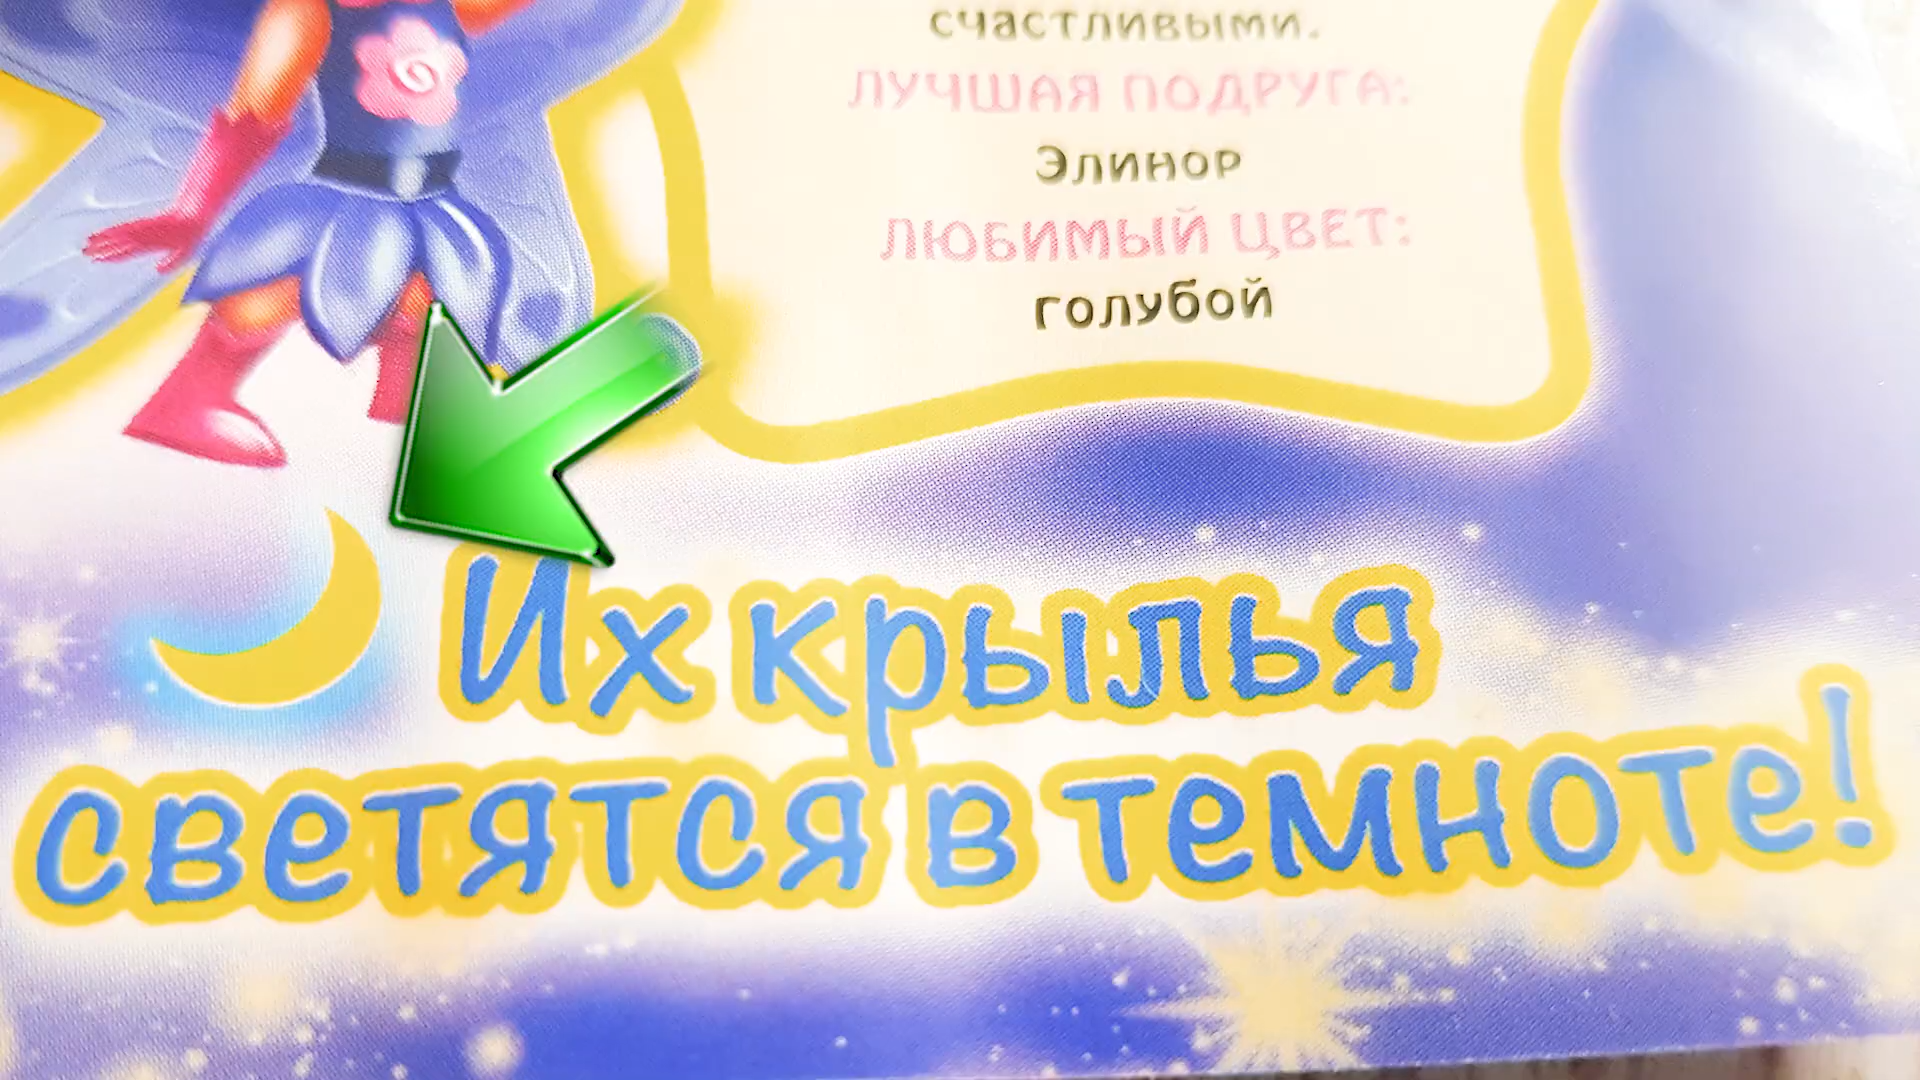 счастливыми.
ЛУЧШАЯ ПОДРУГА:
Элинор
ЛЮБИМЫЙ ЦВЕТ:
голубой
Их крылья
светятся в темноте!